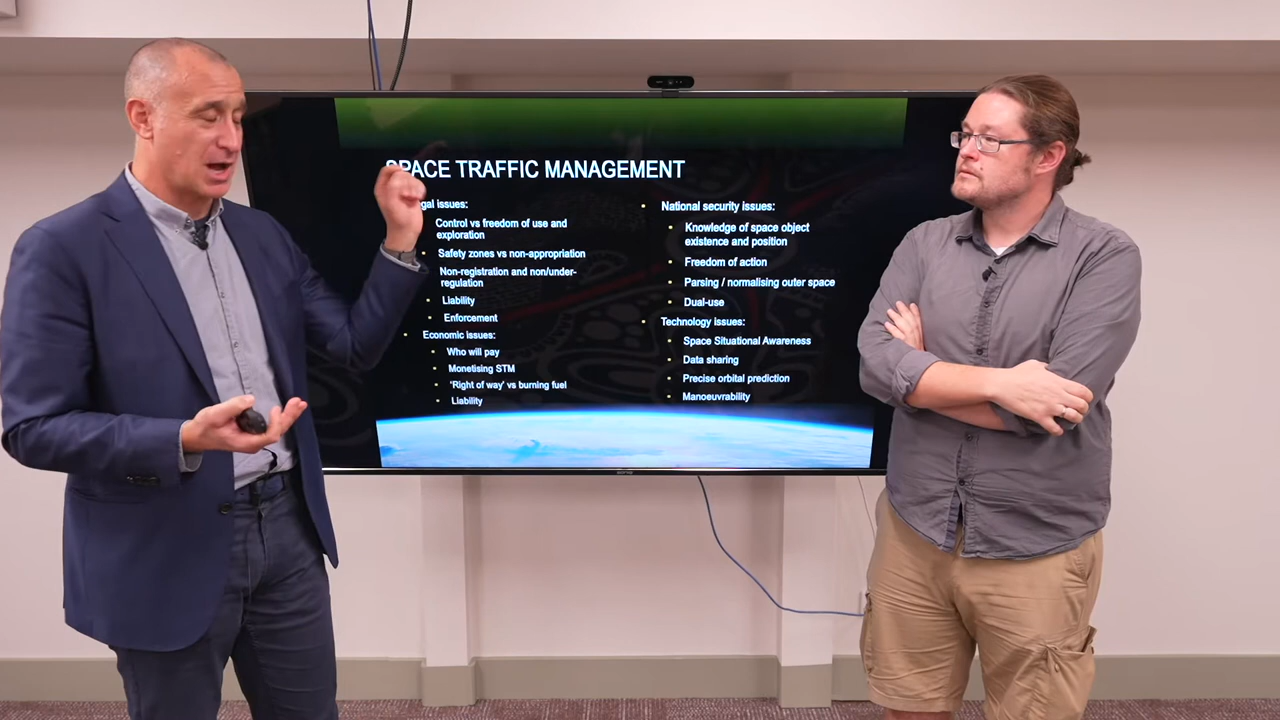 SPACE TRAFFIC MANAGEMENT
gal issues:
Control vs freedom of use and
exploration
Safety zones vs non-appropriation
Non-registration and non/under-
regulation
Liability
Enforcement
Economic issues:
Who will pay
Monetising STM
'Right of way' vs burning fuel
Liability
National security issues:
Knowledge of space object
existence and position
Freedom of action
Parsing / normalising outer space
Dual-use
Technology issues:
Space Situational Awareness
Data sharing
Precise orbital prediction
Manoeuvrability